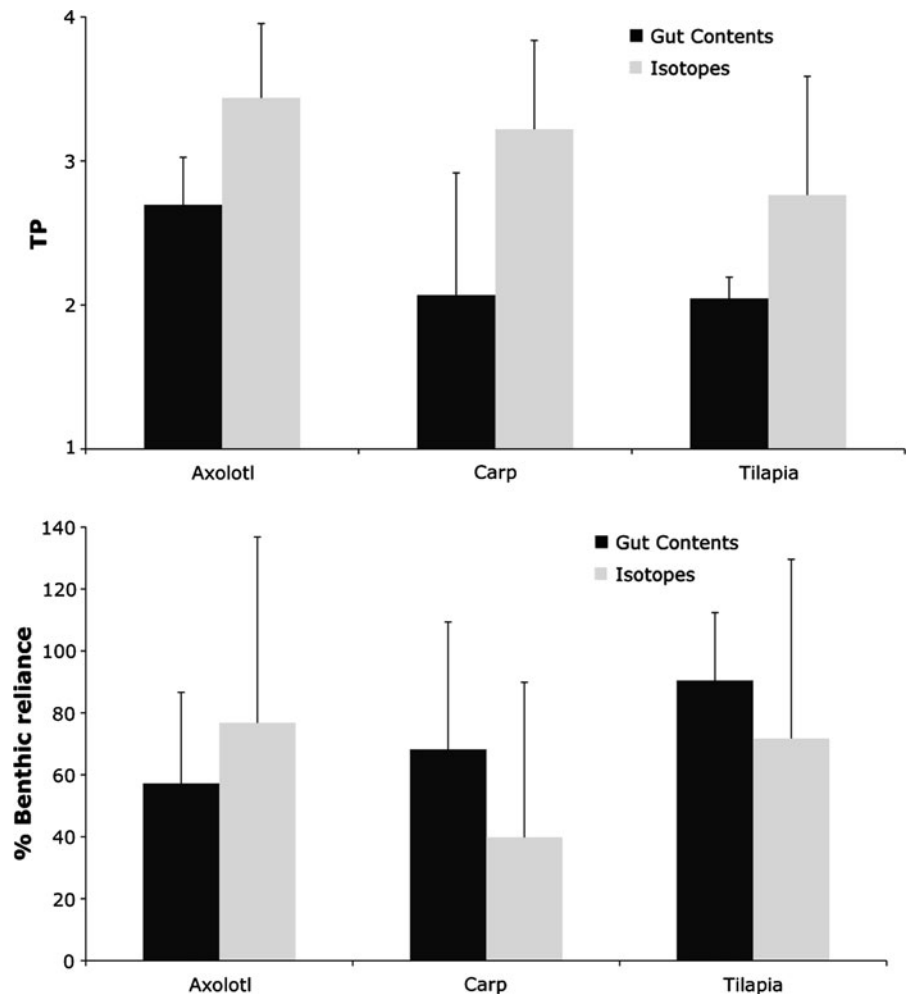 4
Gut Contents
Isotopes
3
TP
2
1
Axolotl Carp Tilapia
140
Gut Contents
120
Isotopes
100
% Benthic reliance
80
60
40
20
0
Axolotl Carp Tilapia